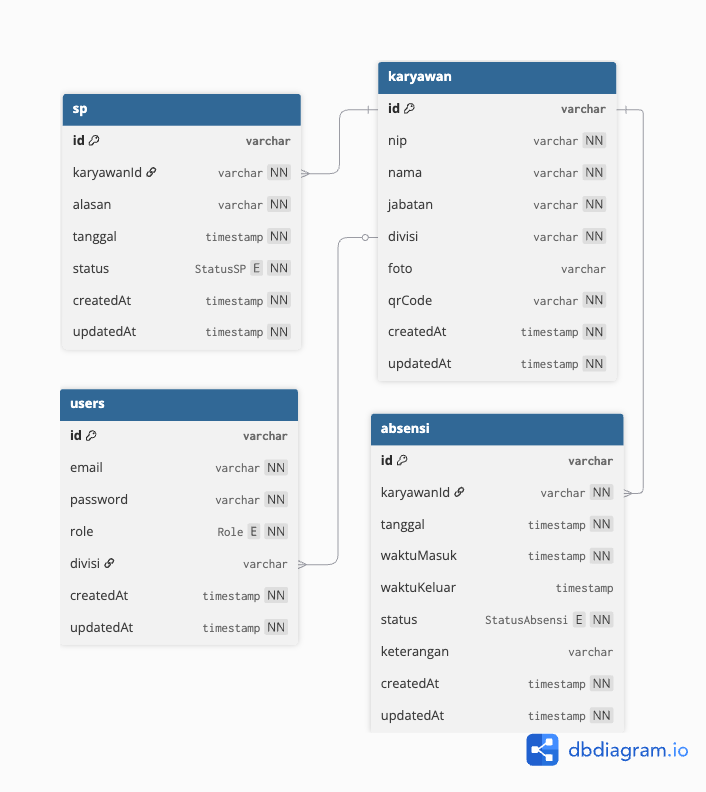 sp
id varchar
karyawanId varchar NN
alasan varchar NN
tanggal timestamp NN
status StatusSP E NN
createdAt timestamp NN
updatedAt timestamp NN
karyawan
id varchar
nip varchar NN
nama varchar NN
jabatan varchar NN
divisi varchar NN
foto varchar
qrCode varchar NN
createdAt timestamp NN
updatedAt timestamp NN
users
id varchar
email varchar NN
password varchar NN
role Role E NN
divisi varchar
createdAt timestamp NN
updatedAt timestamp NN
absensi
id varchar
karyawanId varchar NN
tanggal timestamp NN
waktuMasuk timestamp NN
waktuKeluar timestamp
status StatusAbsensi E NN
keterangan varchar
createdAt timestamp NN
updatedAt timestamp NN
dbdiagram.io